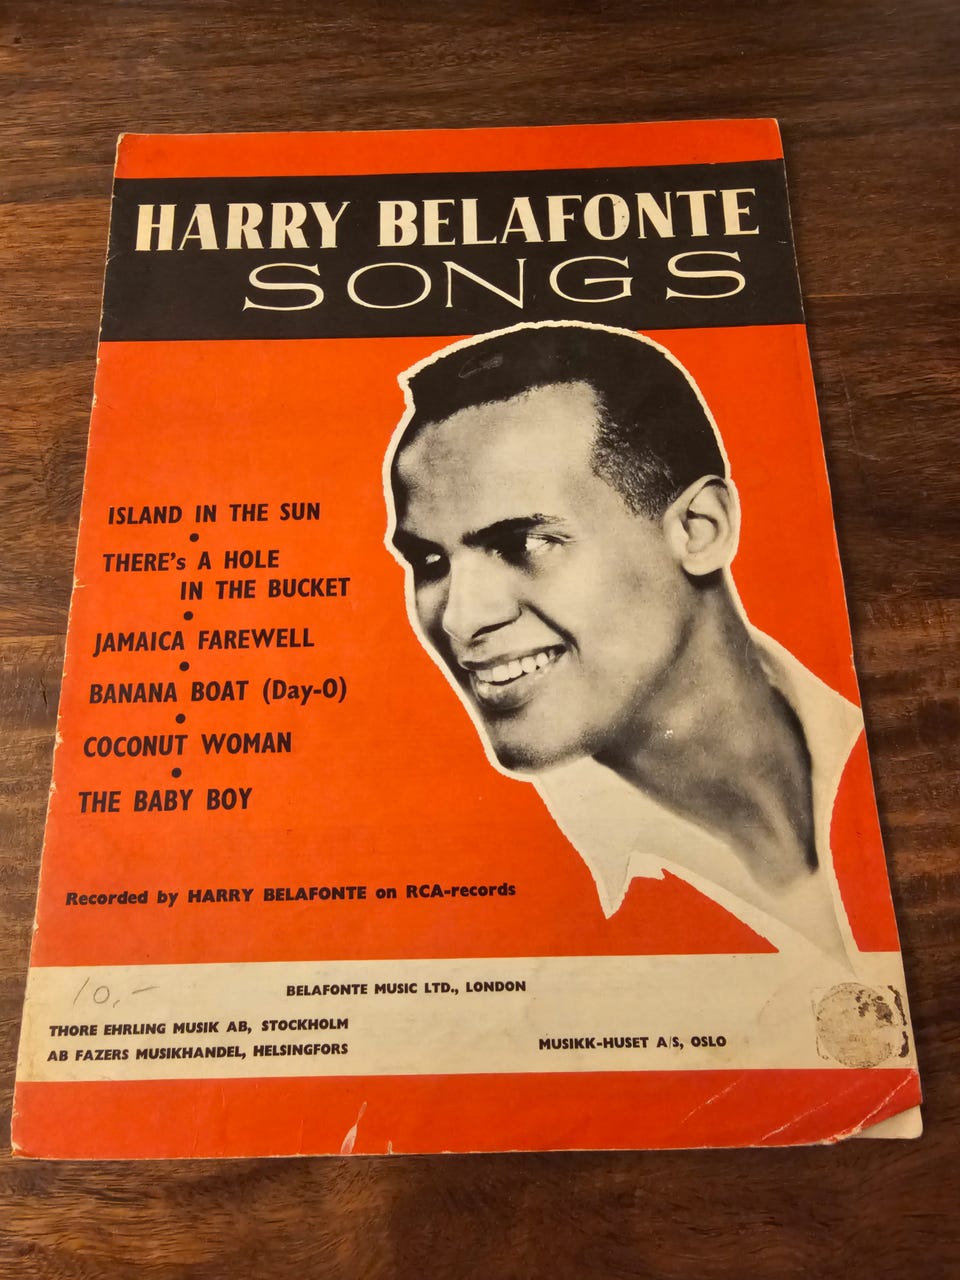 HARRY BELAFONTE
SONGS
ISLAND IN THE SUN
•
THERE's A HOLE
IN THE BUCKET
•
JAMAICA FAREWELL
•
BANANA BOAT (Day-O)
•
COCONUT WOMAN
•
THE BABY BOY
Recorded by HARRY BELAFONTE on RCA-records
10,-
BELAFONTE MUSIC LTD., LONDON
THORE EHRLING MUSIK AB, STOCKHOLM
AB FAZERS MUSIKHANDEL, HELSINGFORS
MUSIKK-HUSET A/S, OSLO